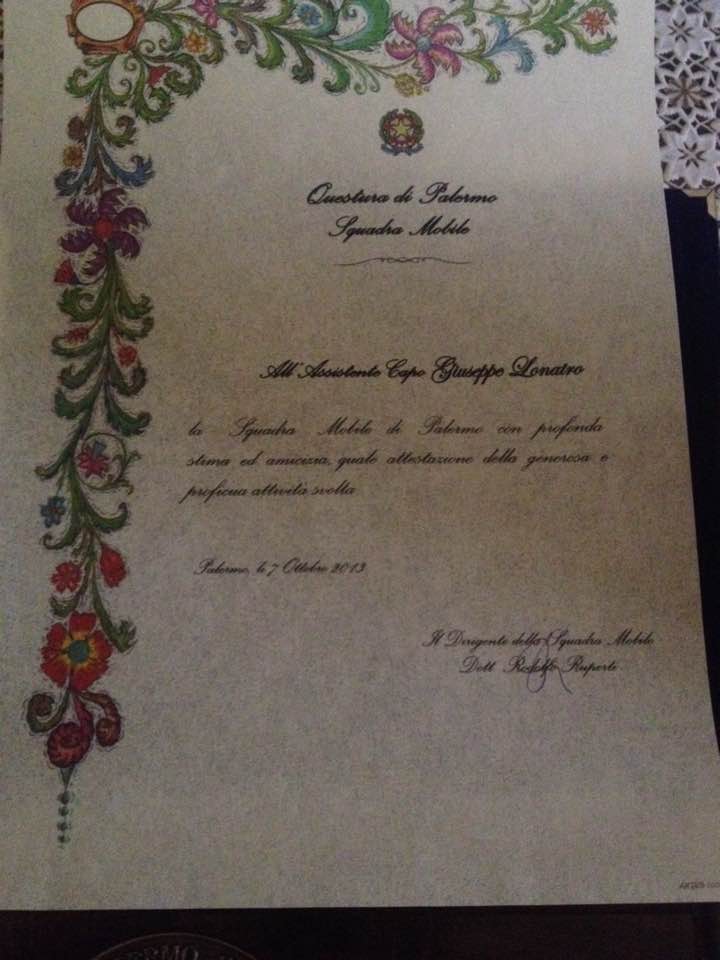 Questura di Palermo
Squadra Mobile
All'Assistente Capo Giuseppe Lonatro
la Squadra Mobile di Palermo con profonda
stima ed amicizia, quale attestazione della generosa e
proficua attività svolta
Palermo, li 7 Ottobre 2013
Il Dirigente della Squadra Mobile
Dott. Rodolfo Ruperti